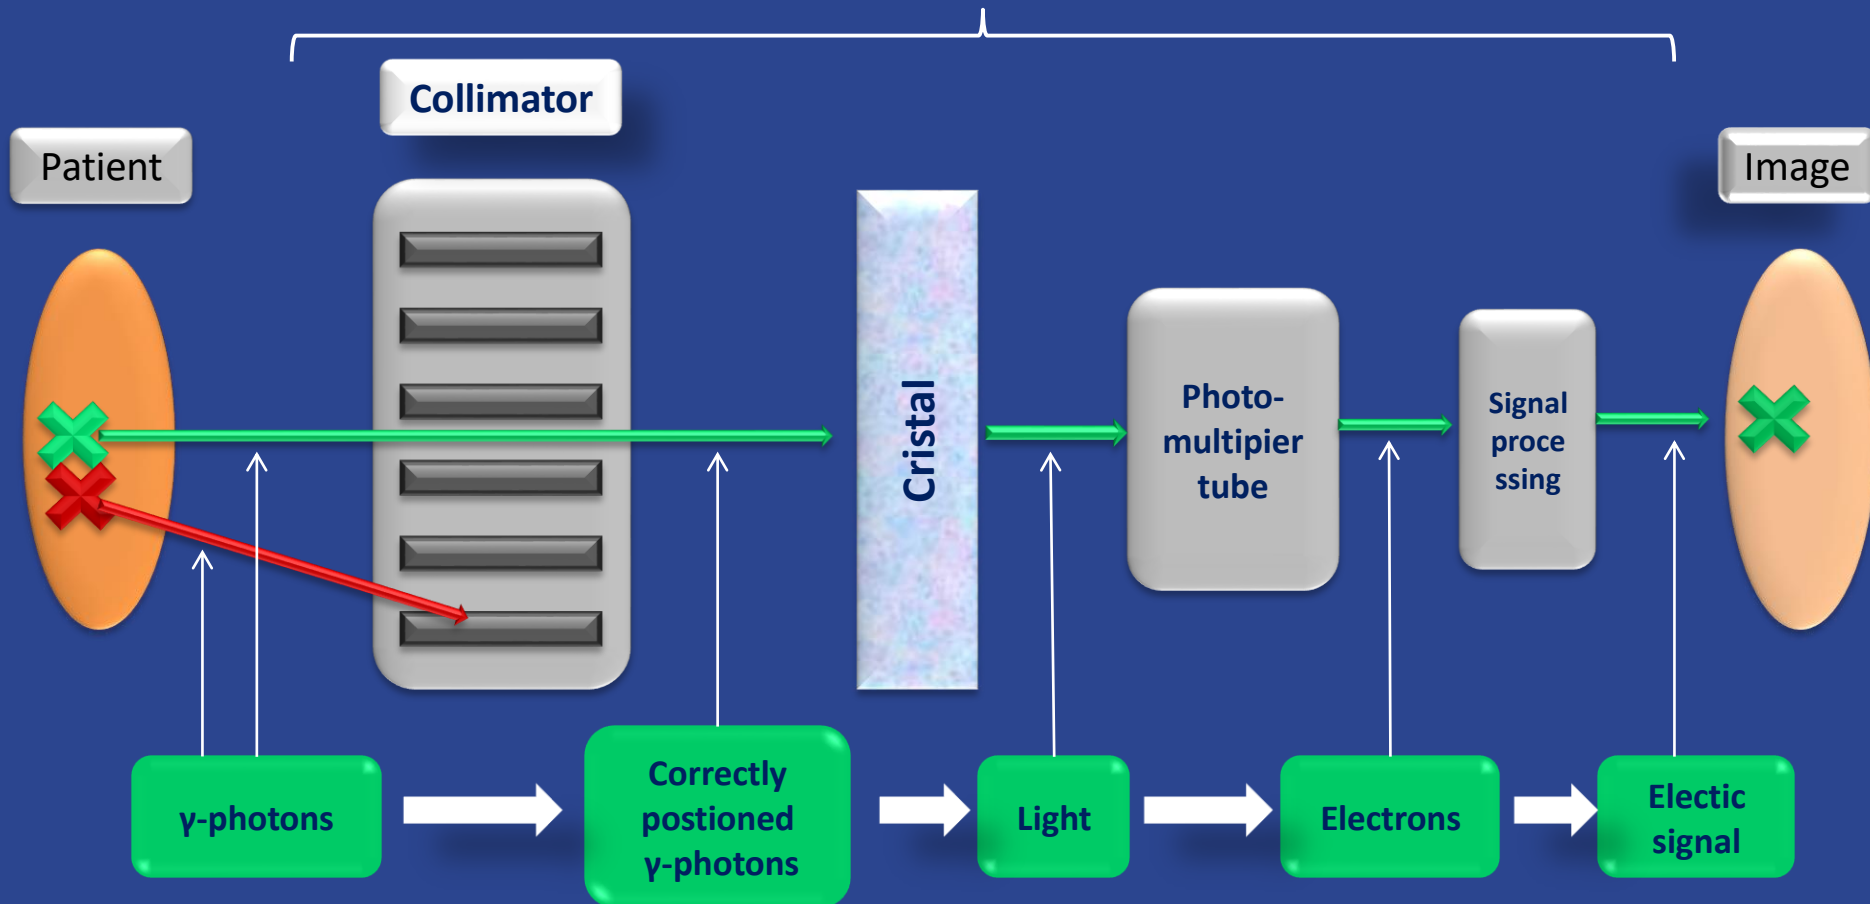 Collimator
Patient
Image
Cristal
Photo-
multipier
tube
Signal
proce
ssing
γ-photons
Correctly
postioned
γ-photons
Light
Electrons
Electic
signal